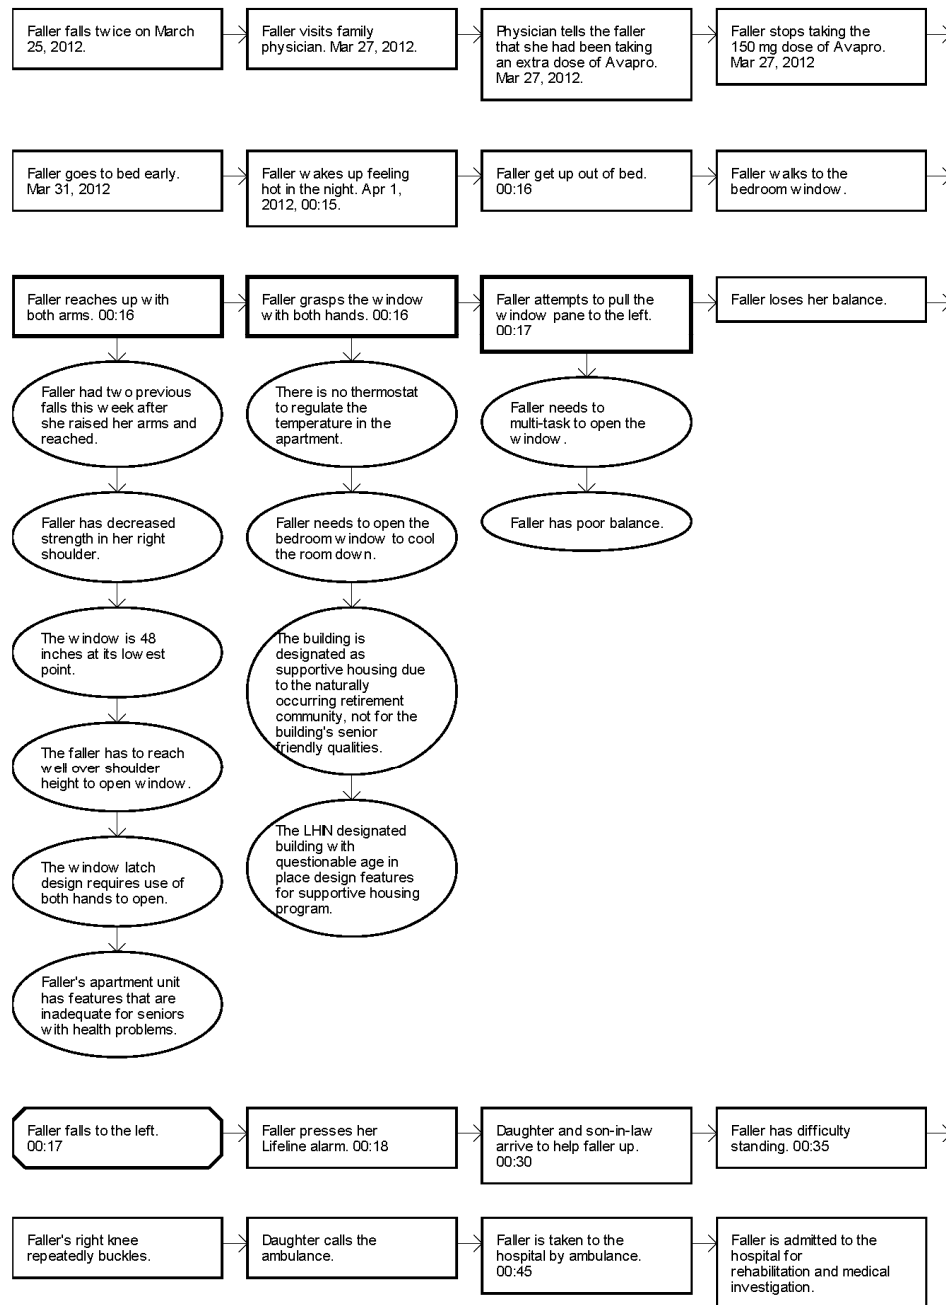 Faller falls twice on March
25, 2012.
Faller visits family
physician. Mar 27, 2012.
Physician tells the faller
that she had been taking
an extra dose of Avapro.
Mar 27, 2012.
Faller stops taking the
150 mg dose of Avapro.
Mar 27, 2012
Faller goes to bed early.
Mar 31, 2012
Faller wakes up feeling
hot in the night. Apr 1,
2012, 00:15.
Faller get up out of bed.
00:16
Faller walks to the
bedroom window.
Faller reaches up with
both arms. 00:16
Faller grasps the window
with both hands. 00:16
Faller attempts to pull the
window pane to the left.
00:17
Faller loses her balance.
Faller had two previous
falls this week after
she raised her arms and
reached.
Faller has decreased
strength in her right
shoulder.
The window is 48
inches at its lowest
point.
The faller has to reach
well over shoulder
height to open window.
The window latch
design requires use of
both hands to open.
Faller's apartment unit
has features that are
inadequate for seniors
with health problems.
There is no thermostat
to regulate the
temperature in the
apartment.
Faller needs to open the
bedroom window to cool
the room down.
The building is
designated as
supportive housing due
to the naturally
occurring retirement
community, not for the
building's senior
friendly qualities.
The LHIN designated
building with
questionable age in
place design features
for supportive housing
program.
Faller needs to
multi-task to open the
window.
Faller has poor balance.
Faller falls to the left.
00:17
Faller presses her
Lifeline alarm. 00:18
Daughter and son-in-law
arrive to help faller up.
00:30
Faller has difficulty
standing. 00:35
Faller's right knee
repeatedly buckles.
Daughter calls the
ambulance.
Faller is taken to the
hospital by ambulance.
00:45
Faller is admitted to the
hospital for
rehabilitation and medical
investigation.